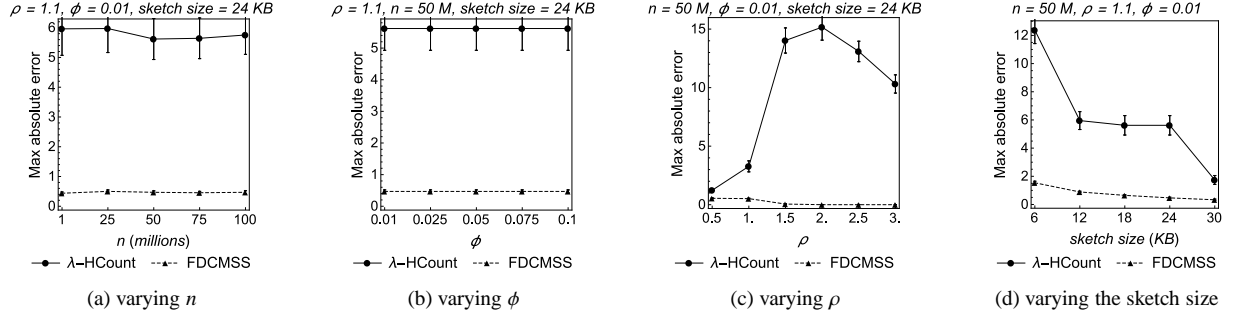 ρ = 1.1, ϕ = 0.01, sketch size = 24 KB
Max absolute error
6
5
4
3
2
1
0
1 25 50 75 100
n (millions)
λ−HCount FDCMSS
(a) varying n
ρ = 1.1, n = 50 M, sketch size = 24 KB
Max absolute error
5
4
3
2
1
0
0.01 0.025 0.05 0.075 0.1
ϕ
λ−HCount FDCMSS
(b) varying ϕ
n = 50 M, ϕ = 0.01, sketch size = 24 KB
Max absolute error
15
10
5
0
0.5 1. 1.5 2. 2.5 3.
ρ
λ−HCount FDCMSS
(c) varying ρ
n = 50 M, ρ = 1.1, ϕ = 0.01
Max absolute error
12
10
8
6
4
2
0
6 12 18 24 30
sketch size (KB)
λ−HCount FDCMSS
(d) varying the sketch size